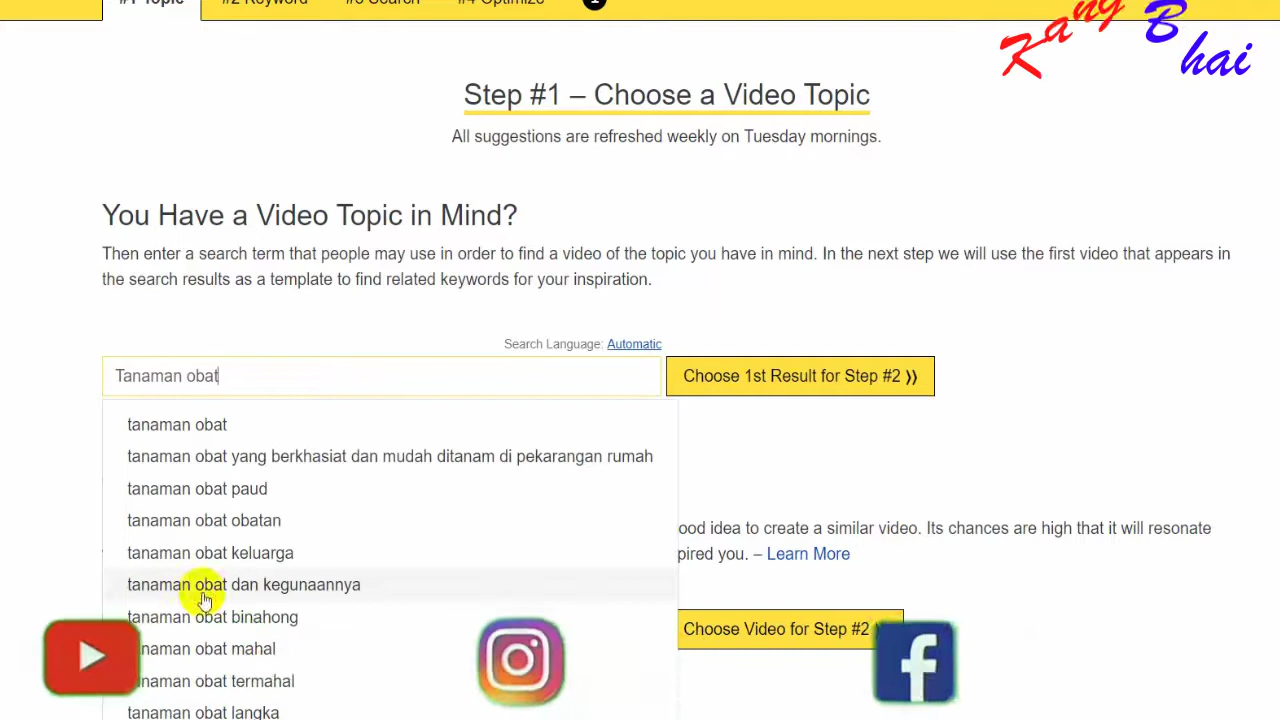 #1 Topic #2 Keyword #3 Search #4 Optimize
Kang Bhai
Step #1 – Choose a Video Topic
All suggestions are refreshed weekly on Tuesday mornings.
You Have a Video Topic in Mind?
Then enter a search term that people may use in order to find a video of the topic you have in mind. In the next step we will use the first video that appears in
the search results as a template to find related keywords for your inspiration.
Search Language: Automatic
Tanaman obat
Choose 1st Result for Step #2 ⟫
tanaman obat
tanaman obat yang berkhasiat dan mudah ditanam di pekarangan rumah
tanaman obat paud
tanaman obat obatan
ood idea to create a similar video. Its chances are high that it will resonate
tanaman obat keluarga
pired you. – Learn More
tanaman obat dan kegunaannya
tanaman obat binahong
Choose Video for Step #2
naman obat mahal
naman obat termahal
tanaman obat langka